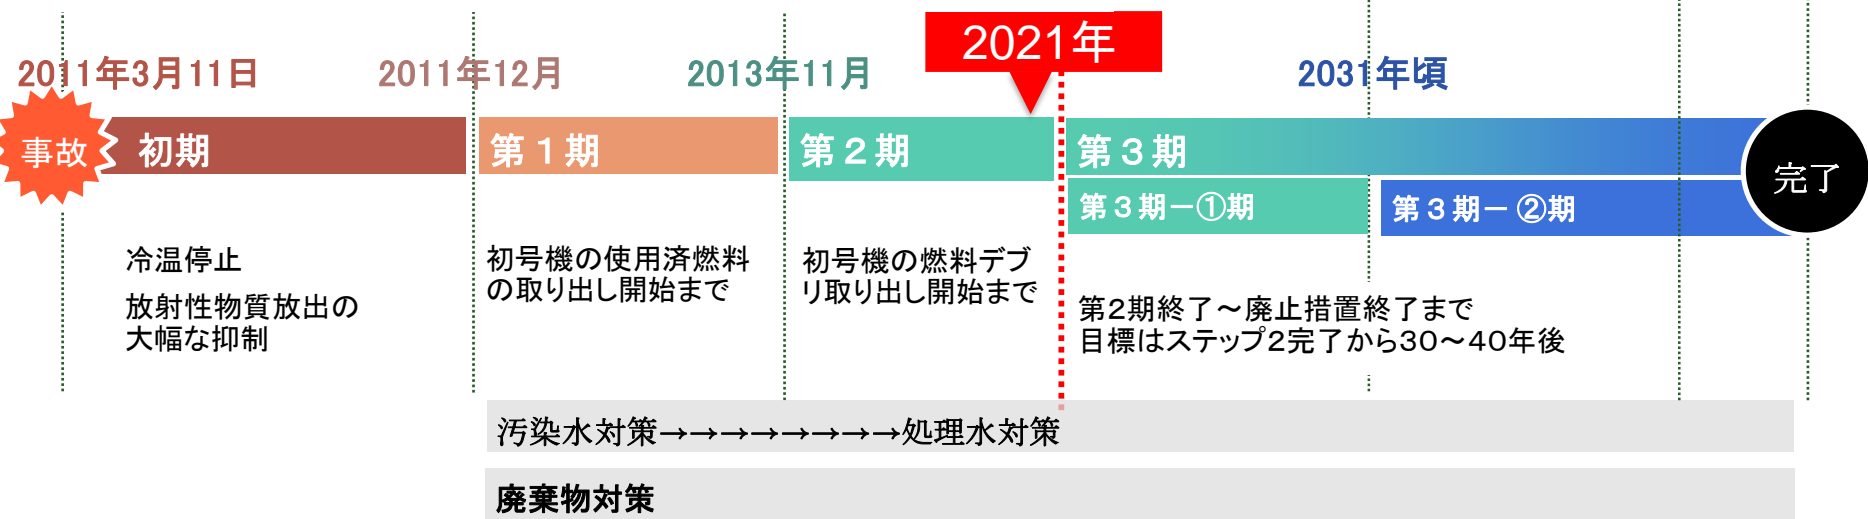 2021年
2011年3月11日
2011年12月
2013年11月
2031年頃
事故
初期
第１期
第２期
第３期
完了
第３期－①期
第３期－②期
冷温停止
放射性物質放出の
大幅な抑制
初号機の使用済燃料
の取り出し開始まで
初号機の燃料デブ
リ取り出し開始まで
第２期終了～廃止措置終了まで
目標はステップ２完了から３０～４０年後
汚染水対策→→→→→→→→処理水対策
廃棄物対策